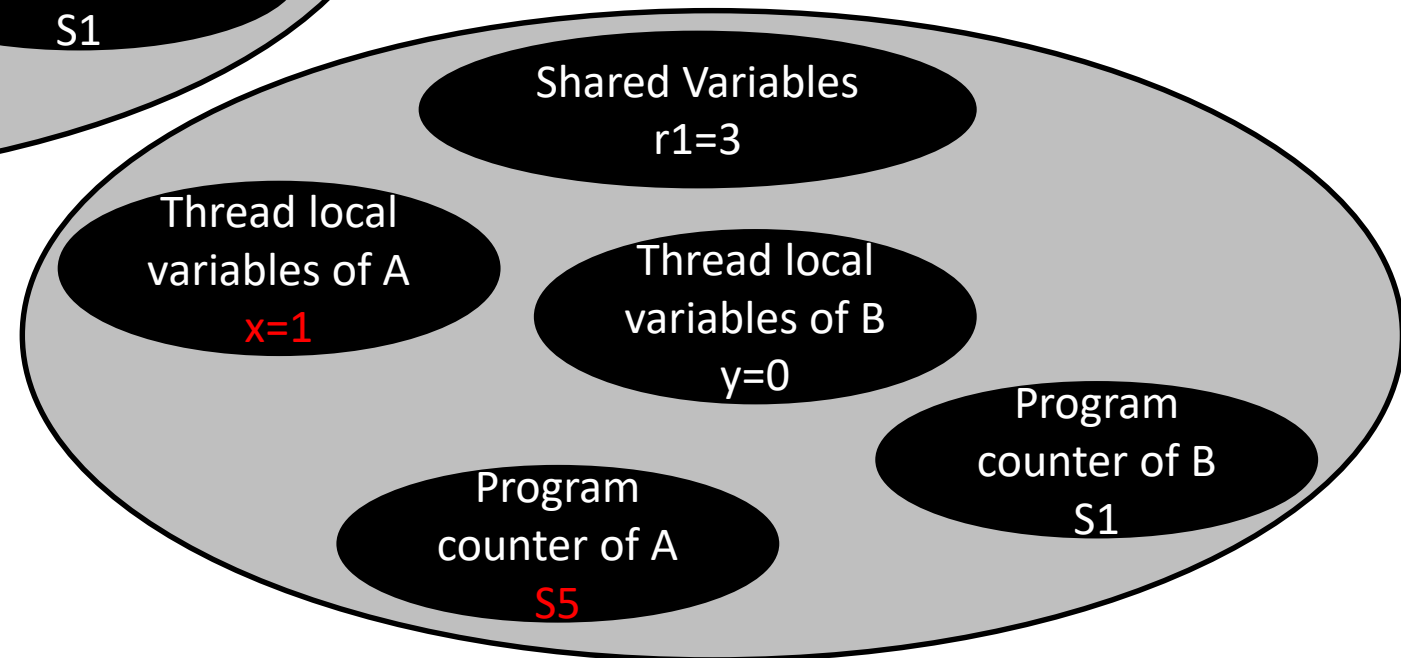 S1
Shared Variables
r1=3
Thread local
variables of A
x=1
Thread local
variables of B
y=0
Program
counter of B
S1
Program
counter of A
S5